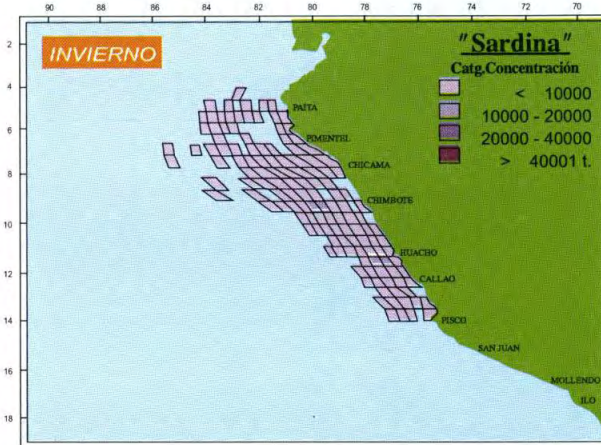 90 86 84 82 80 78 76 74 72 70
INVIERNO
"Sardina"
Catg.Concentración
< 10000
10000 - 20000
20000 - 40000
> 40001 t.
2
4
6
8
10
12
14
16
18
PAITA
PIMENTEL
CHICAMA
CHIMBOTE
HUACHO
CALLAO
PISCO
SAN JUAN
MOLLENDO
ILO